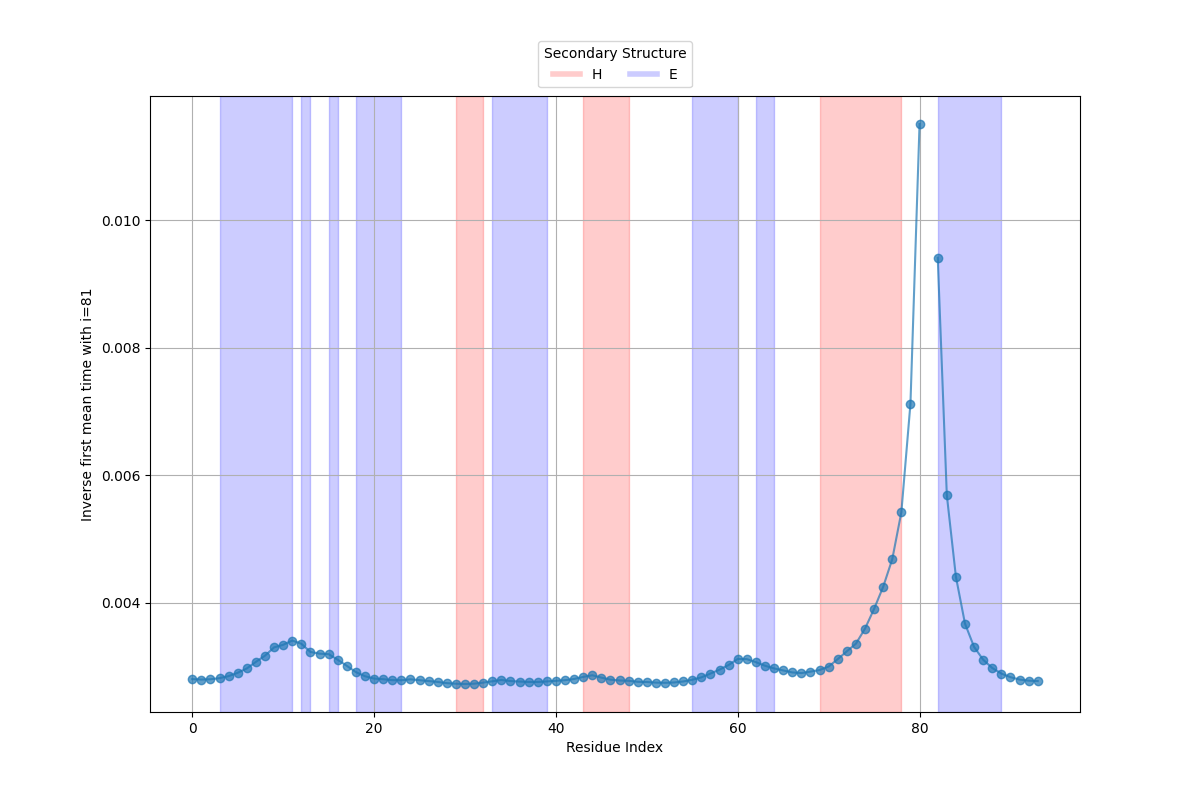 Secondary Structure
H E
0.010
0.008
0.006
0.004
Inverse first mean time with i=81
0 20 40 60 80
Residue Index